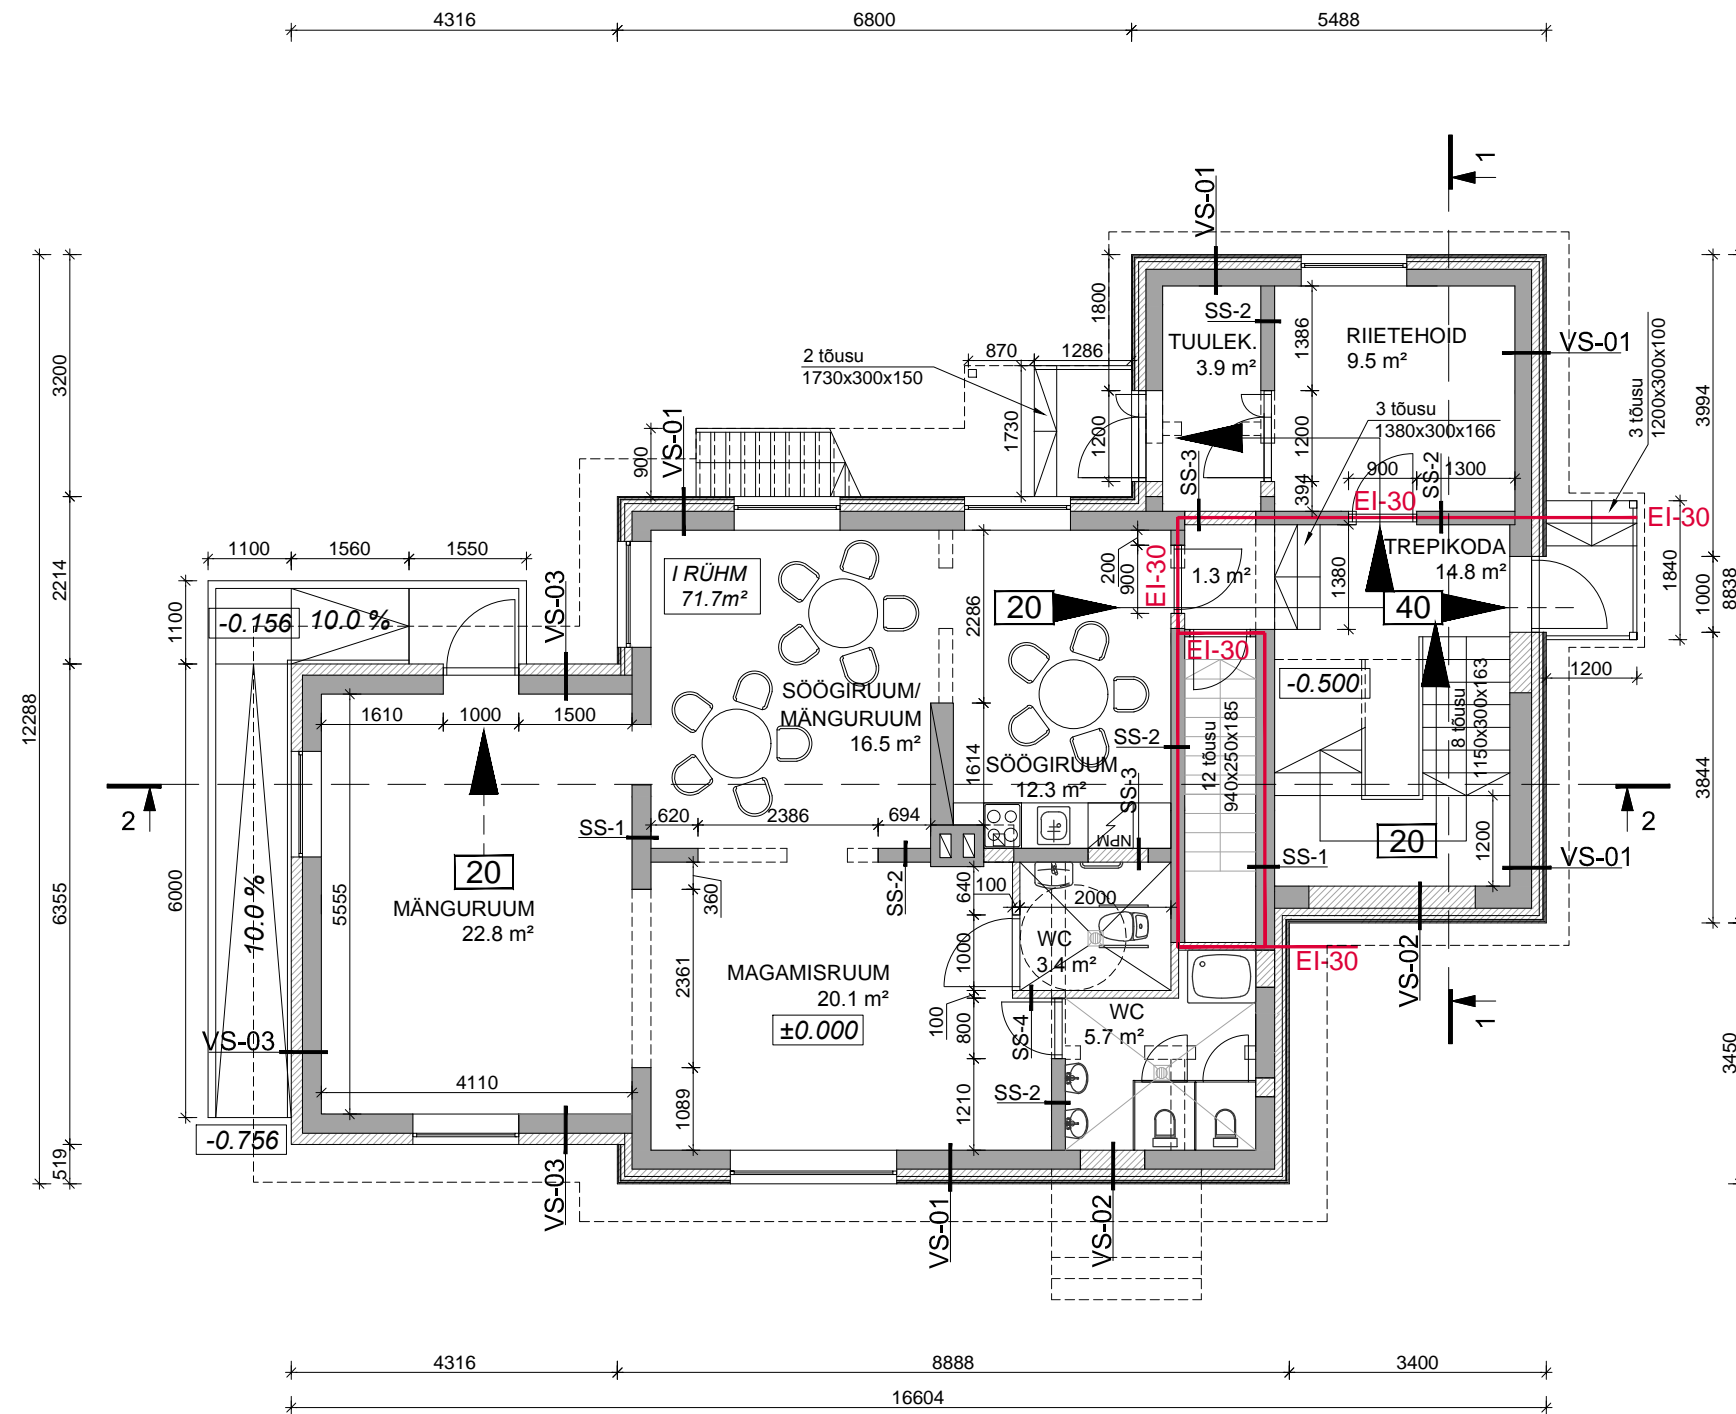 4316
6800
5488
1
VS-01
1800
SS-2
TUULEK.
3.9 m²
1386
RIIETEHOID
9.5 m²
VS-01
3 tõusu
1200x300x100
3994
3200
2 tõusu
1730x300x150
870
1286
1730
1200
1200
3 tõusu
1380x300x166
VS-01
900
SS-3
394
900
SS-2
1300
EI-30
EI-30
1100
1560
1550
2214
1100
-0.156
10.0 %
VS-03
I RÜHM
71.7m²
2286
200
900
EI-30
1.3 m²
1380
TREPIKODA
14.8 m²
20
40
1840
1000
8838
EI-30
-0.500
1200
8 tõusu
1150x300x163
12288
1610
1000
1500
SÖÖGIRUUM/
MÄNGURUUM
16.5 m²
1614
SÖÖGIRUUM
12.3 m²
SS-2
SS-3
12 tõusu
940x250x185
3844
2
2
SS-1
620
2386
694
NPM
20
1200
SS-1
VS-01
6355
6000
10.0 %
5555
20
MÄNGURUUM
22.8 m²
360
SS-2
640
100
2000
WC
3.4 m²
1000
EI-30
VS-02
2361
MAGAMISRUUM
20.1 m²
±0.000
100
800
SS-4
WC
5.7 m²
1
3450
VS-03
4110
1089
1210
SS-2
-0.756
519
VS-03
VS-01
VS-02
4316
8888
3400
16604